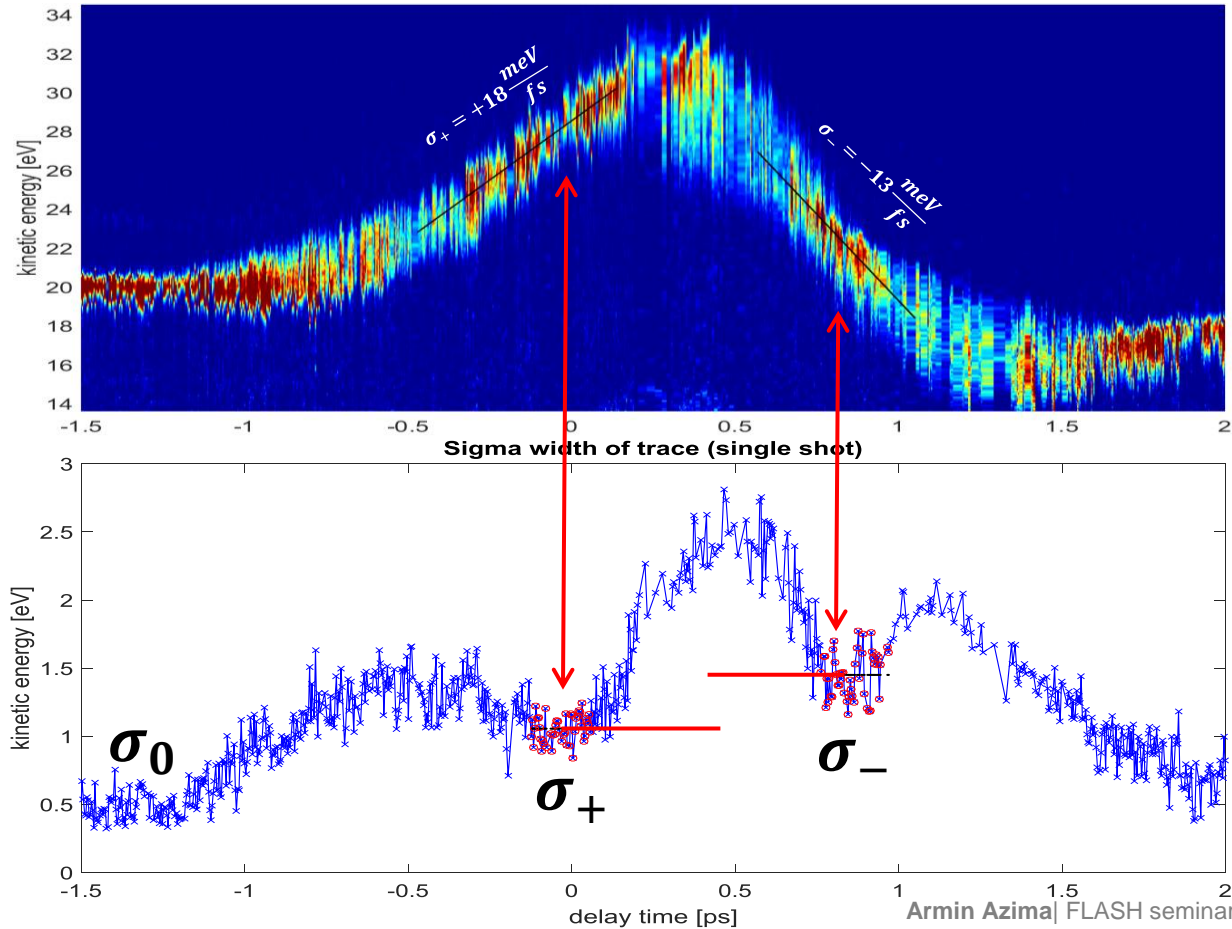 34
32
30
28
26
24
22
20
18
16
14
kinetic energy [eV]
σ₊ = +18 meV/fs
σ₋ = −13 meV/fs
-1.5 -1 -0.5 0 0.5 1 1.5 2
Sigma width of trace (single shot)
3
2.5
2
1.5
1
0.5
0
kinetic energy [eV]
σ₀
σ₊
σ₋
-1.5 -1 -0.5 0 0.5 1 1.5 2
delay time [ps]
Armin Azima| FLASH seminar